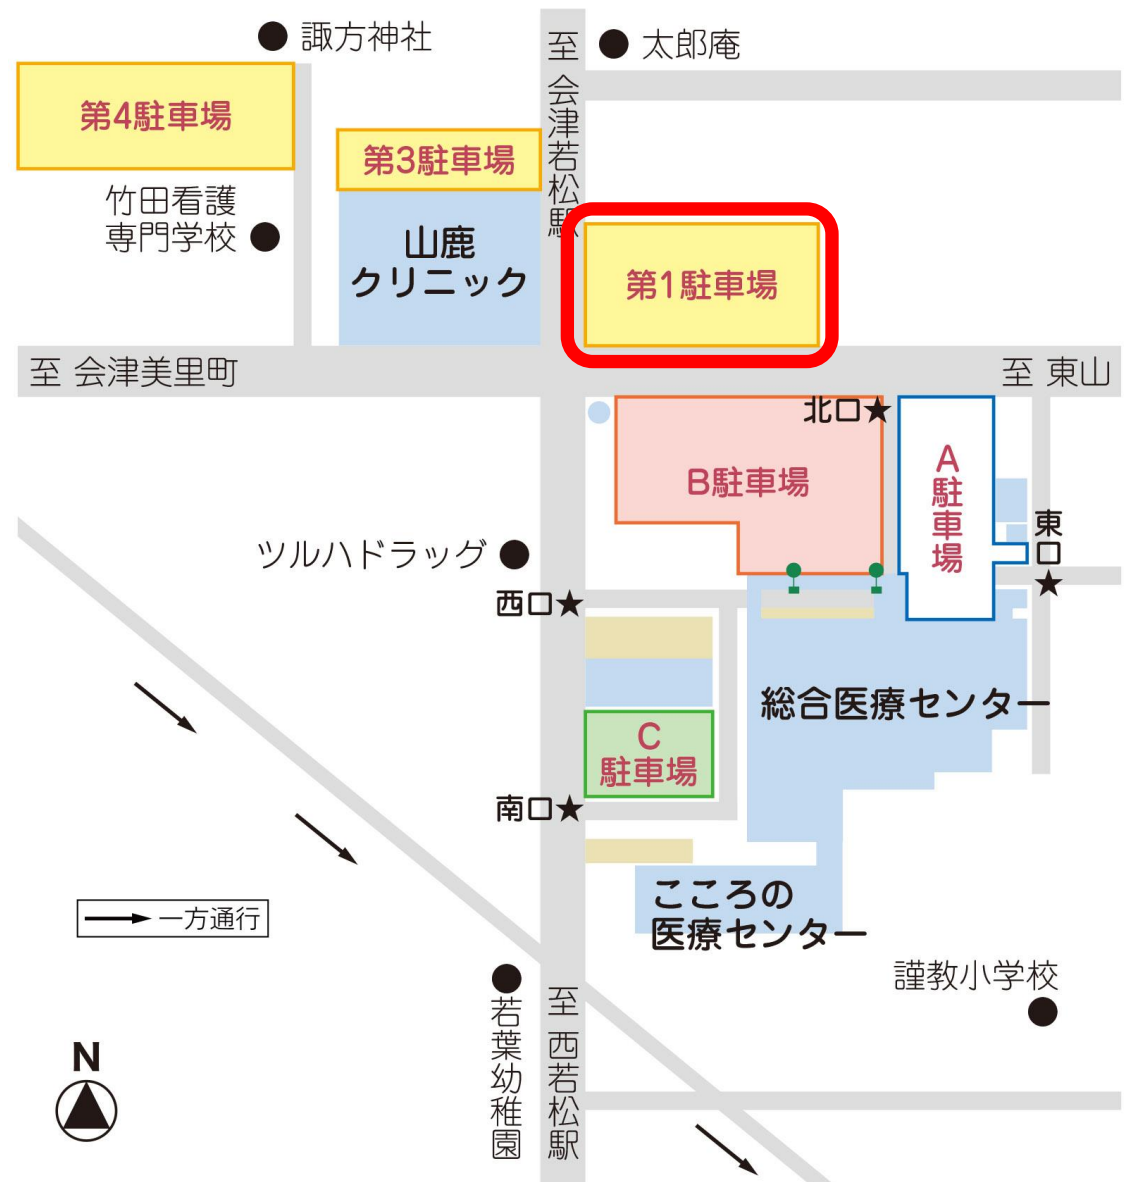 諏方神社
太郎庵
至 会津若松駅
第4駐車場
第3駐車場
竹田看護
専門学校
山鹿
クリニック
第1駐車場
至 会津美里町
至 東山
北口★
B駐車場
A駐車場
東口★
ツルハドラッグ
西口★
総合医療センター
C
駐車場
南口★
こころの
医療センター
一方通行
謹教小学校
若葉幼稚園
至 西若松駅
N